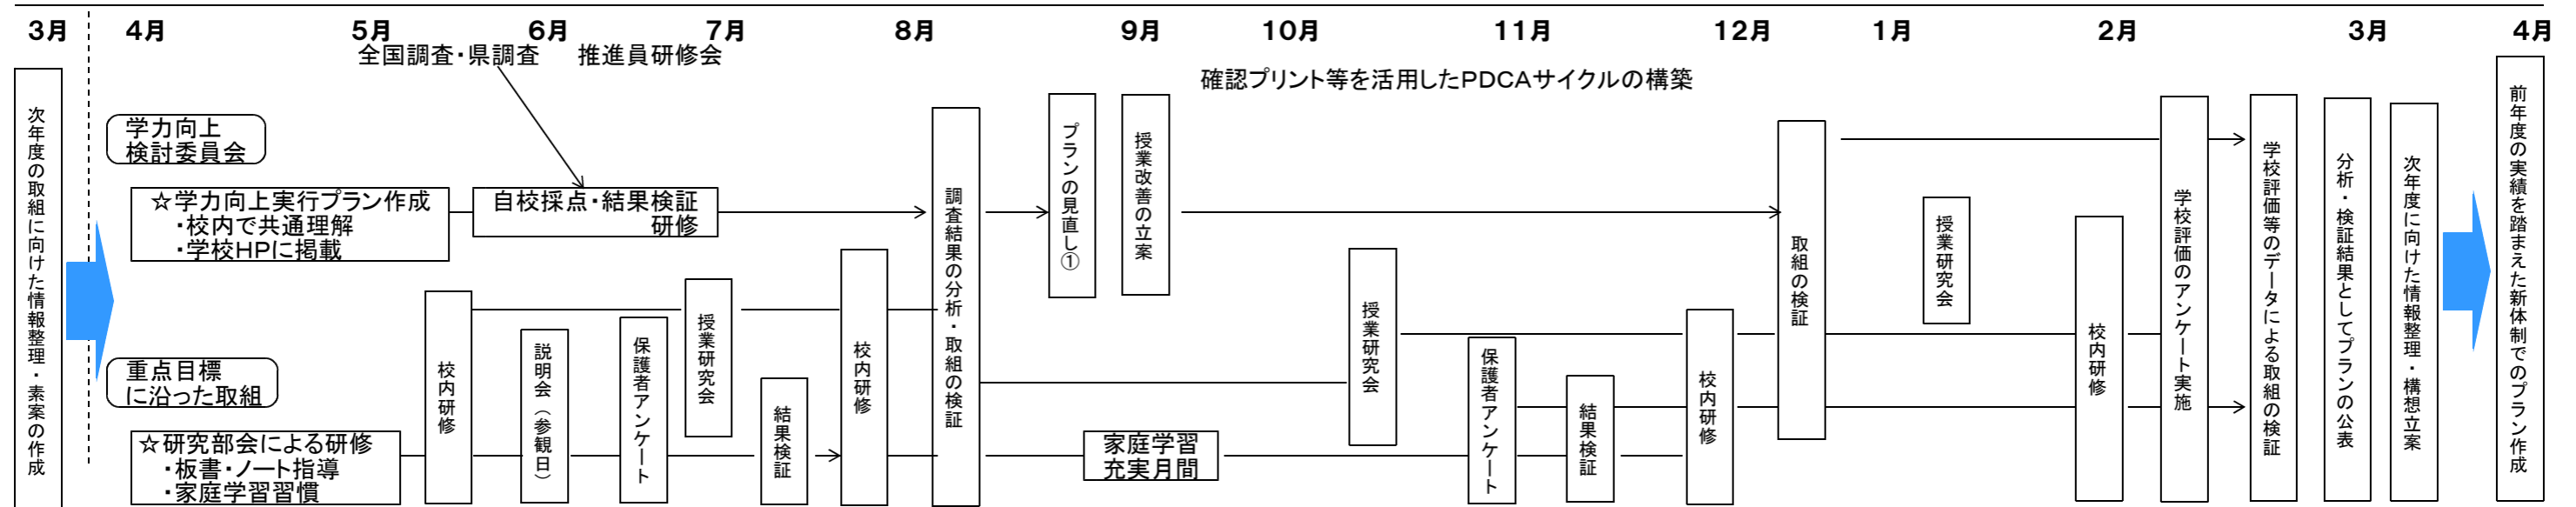 3月
4月
5月
6月
7月
8月
9月
10月
11月
12月
1月
2月
3月
4月
全国調査・県調査
推進員研修会
確認プリント等を活用したPDCAサイクルの構築
次年度の取組に向けた情報整理・素案の作成
学力向上
検討委員会
☆学力向上実行プラン作成
・校内で共通理解
・学校HPに掲載
自校採点・結果検証
研修
重点目標
に沿った取組
☆研究部会による研修
・板書・ノート指導
・家庭学習習慣
校内研修
説明会（参観日）
保護者アンケート
授業研究会
結果検証
校内研修
調査結果の分析・取組の検証
プランの見直し①
授業改善の立案
家庭学習
充実月間
授業研究会
保護者アンケート
結果検証
校内研修
取組の検証
授業研究会
校内研修
学校評価のアンケート実施
学校評価等のデータによる取組の検証
分析・検証結果としてプランの公表
次年度に向けた情報整理・構想立案
前年度の実績を踏まえた新体制でのプラン作成